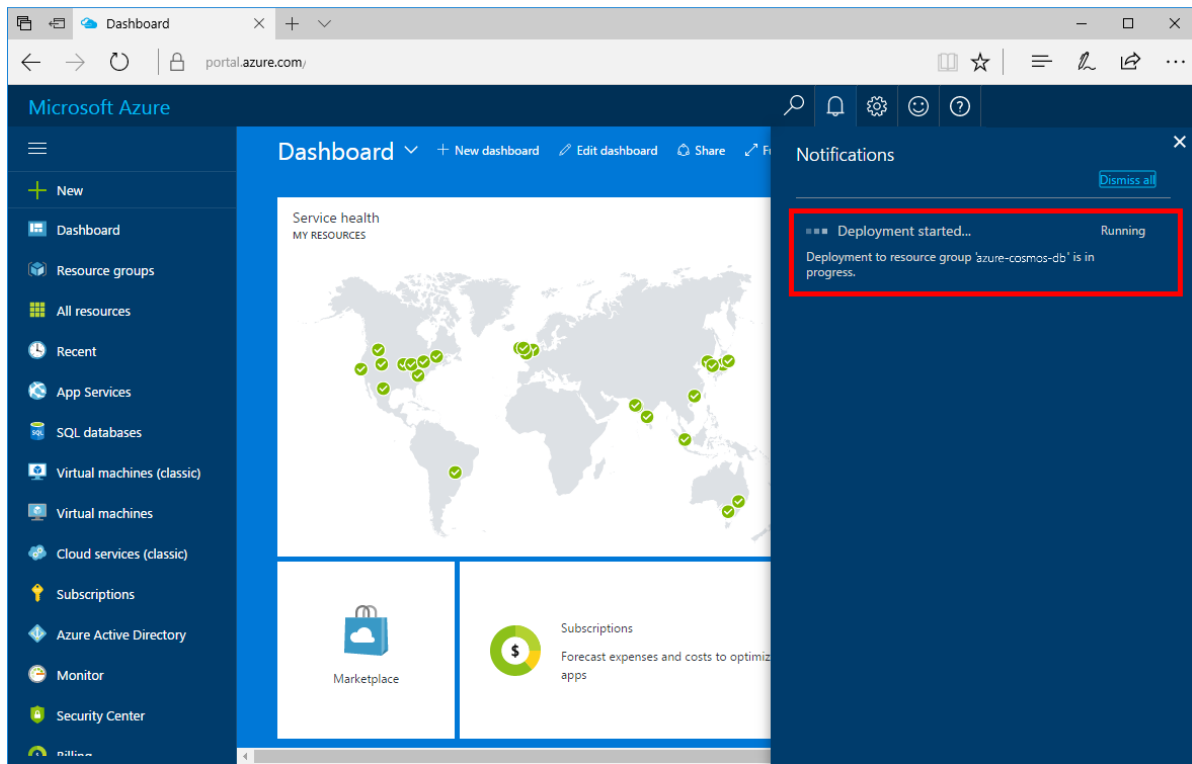 Dashboard
portal.azure.com/
Microsoft Azure
Dashboard
+ New dashboard
Edit dashboard
Share
Notifications
Dismiss all
Deployment started...
Running
Deployment to resource group 'azure-cosmos-db' is in
progress.
New
Dashboard
Resource groups
All resources
Recent
App Services
SQL databases
Virtual machines (classic)
Virtual machines
Cloud services (classic)
Subscriptions
Azure Active Directory
Monitor
Security Center
Billing
Service health
MY RESOURCES
Marketplace
Subscriptions
Forecast expenses and costs to optimiz
apps